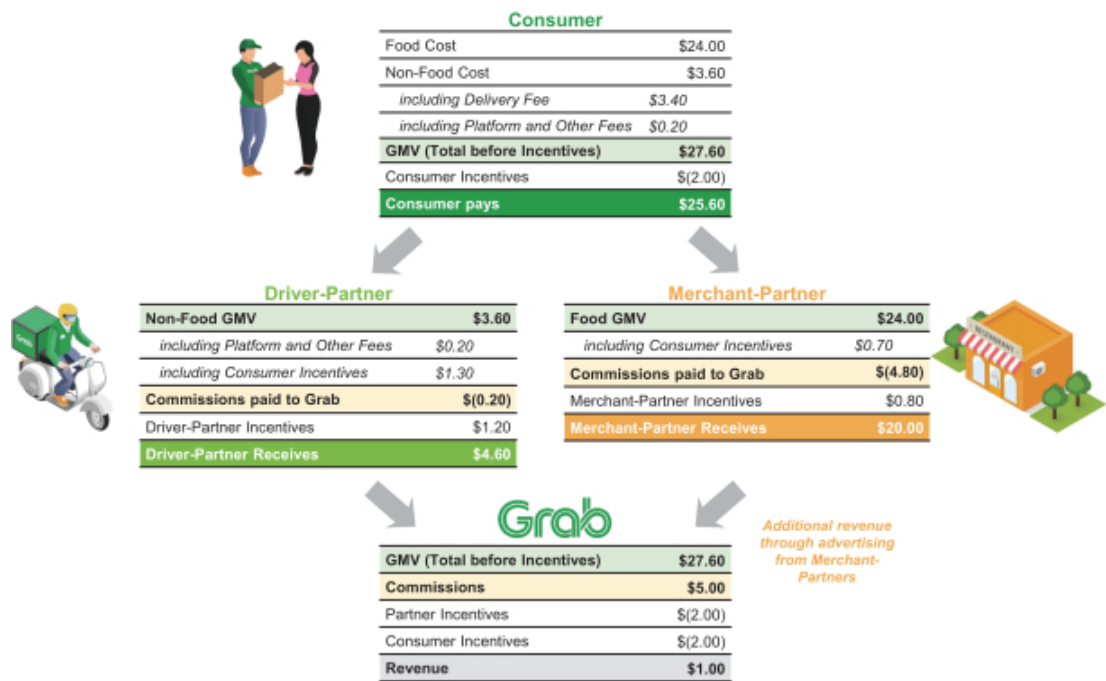 Consumer
Food Cost $24.00
Non-Food Cost $3.60
including Delivery Fee $3.40
including Platform and Other Fees $0.20
GMV (Total before Incentives) $27.60
Consumer Incentives $(2.00)
Consumer pays $25.60
Driver-Partner
Non-Food GMV $3.60
including Platform and Other Fees $0.20
including Consumer Incentives $1.30
Commissions paid to Grab $(0.20)
Driver-Partner Incentives $1.20
Driver-Partner Receives $4.60
Merchant-Partner
Food GMV $24.00
including Consumer Incentives $0.70
Commissions paid to Grab $(4.80)
Merchant-Partner Incentives $0.80
Merchant-Partner Receives $20.00
Grab
RESTAURANT
Grab
GMV (Total before Incentives) $27.60
Commissions $5.00
Partner Incentives $(2.00)
Consumer Incentives $(2.00)
Revenue $1.00
Additional revenue
through advertising
from Merchant-
Partners